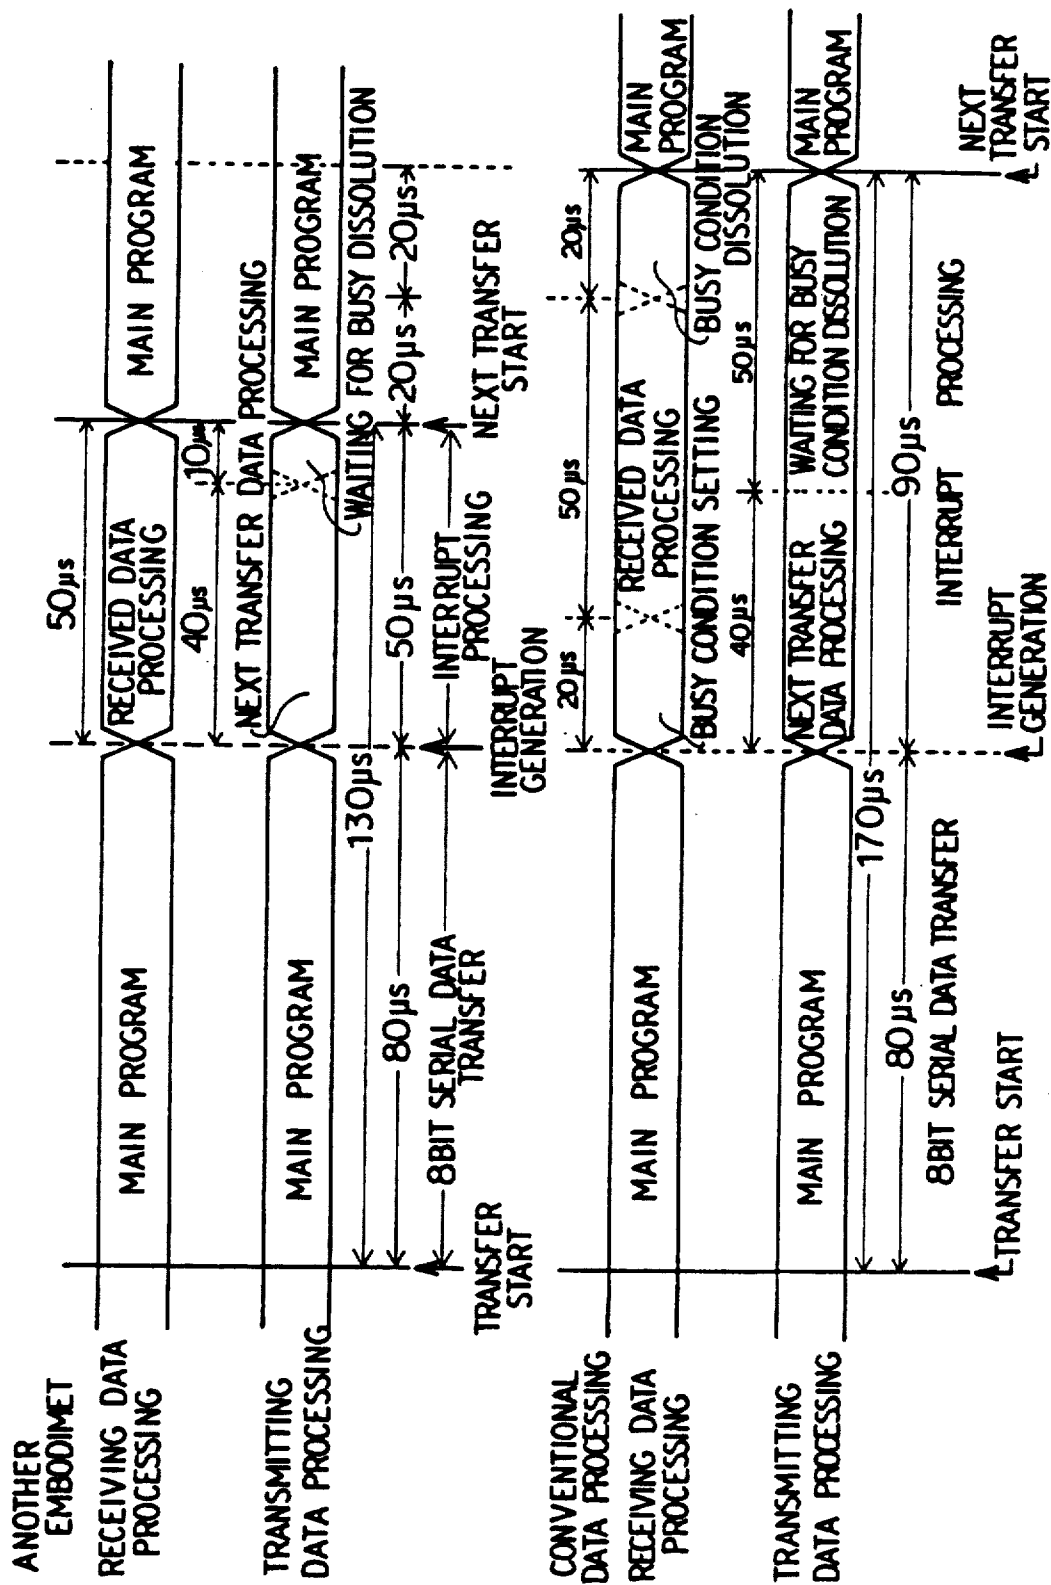 ANOTHER
EMBODIMET
RECEIVING DATA
PROCESSING
MAIN PROGRAM
RECEIVED DATA
PROCESSING
MAIN PROGRAM
50µs
40µs
10µs
NEXT TRANSFER DATA PROCESSING
TRANSMITTING
DATA PROCESSING
MAIN PROGRAM
MAIN PROGRAM
WAITING FOR BUSY DISSOLUTION
130µs
80µs
50µs
20µs
20µs
8BIT SERIAL DATA
TRANSFER
INTERRUPT
PROCESSING
TRANSFER
START
INTERRUPT
GENERATION
NEXT TRANSFER
START
CONVENTIONAL
DATA PROCESSING
RECEIVING DATA
PROCESSING
20µs
50µs
20µs
MAIN PROGRAM
RECEIVED DATA
PROCESSING
MAIN
PROGRAM
BUSY CONDITION SETTING
BUSY CONDITION
DISSOLUTION
40µs
50µs
TRANSMITTING
DATA PROCESSING
MAIN PROGRAM
NEXT TRANSFER
DATA PROCESSING
WAITING FOR BUSY
CONDITION DISSOLUTION
MAIN
PROGRAM
170µs
80µs
90µs
8BIT SERIAL DATA TRANSFER
INTERRUPT PROCESSING
TRANSFER START
INTERRUPT
GENERATION
NEXT
TRANSFER
START